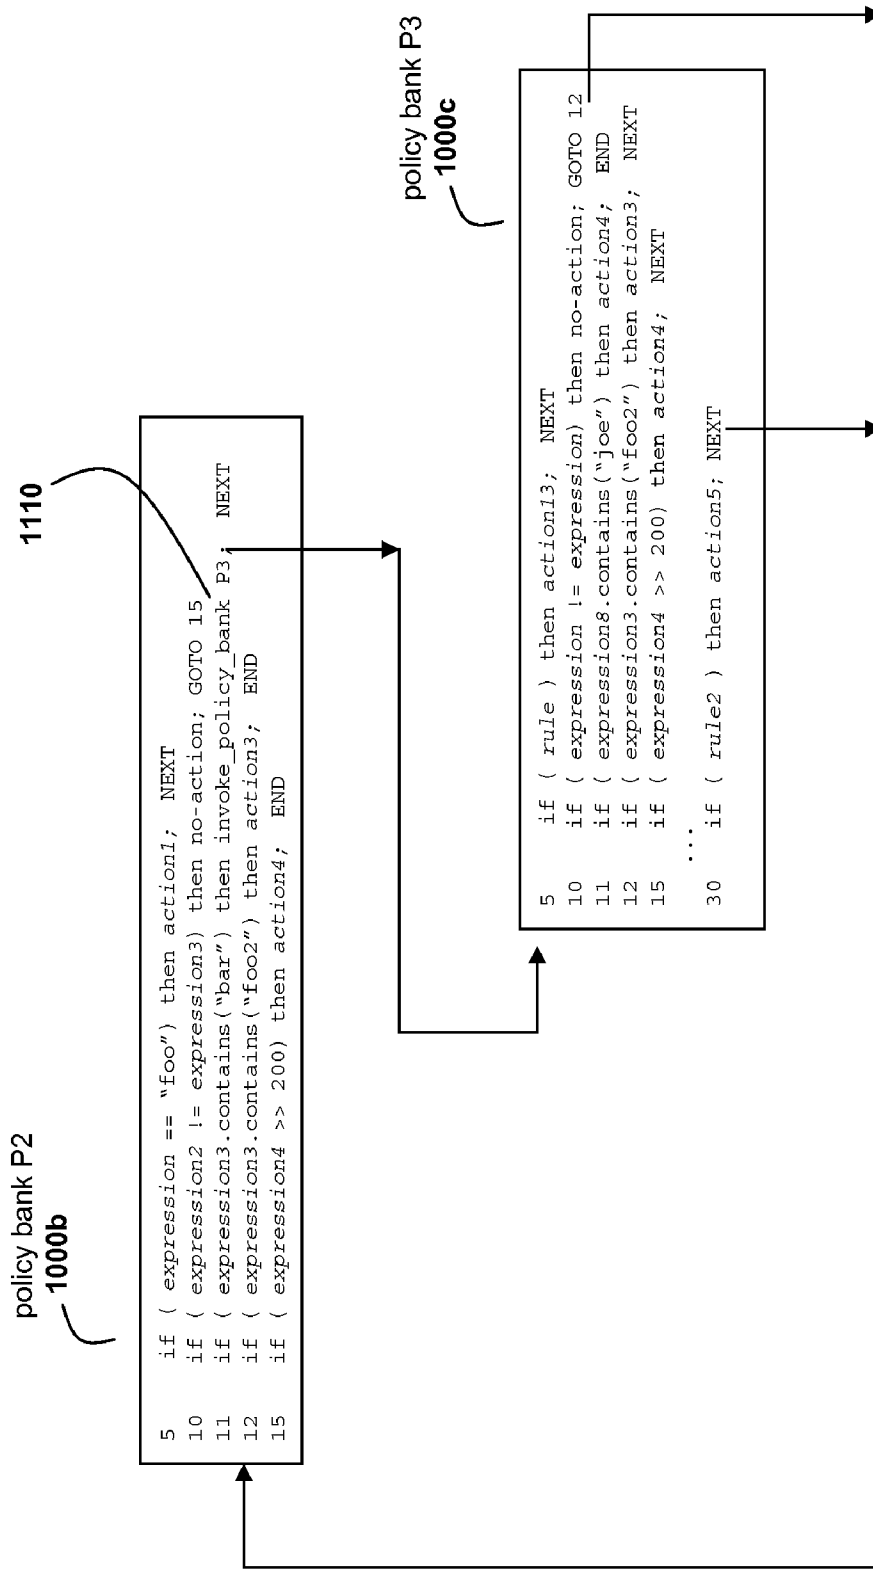 policy bank P2
1000b
1110
5 if ( expression == “foo”) then action1; NEXT
10 if ( expression2 != expression3) then no-action; GOTO 15
11 if ( expression3.contains(“bar”) then invoke_policy_bank P3; NEXT
12 if ( expression3.contains(“foo2”) then action3; END
15 if ( expression4 >> 200) then action4; END
policy bank P3
1000c
5 if ( rule ) then action13; NEXT
10 if ( expression != expression) then no-action; GOTO 12
11 if ( expression8.contains(“joe”) then action4; END
12 if ( expression3.contains(“foo2”) then action3; NEXT
15 if ( expression4 >> 200) then action4; NEXT
...
30 if ( rule2 ) then action5; NEXT